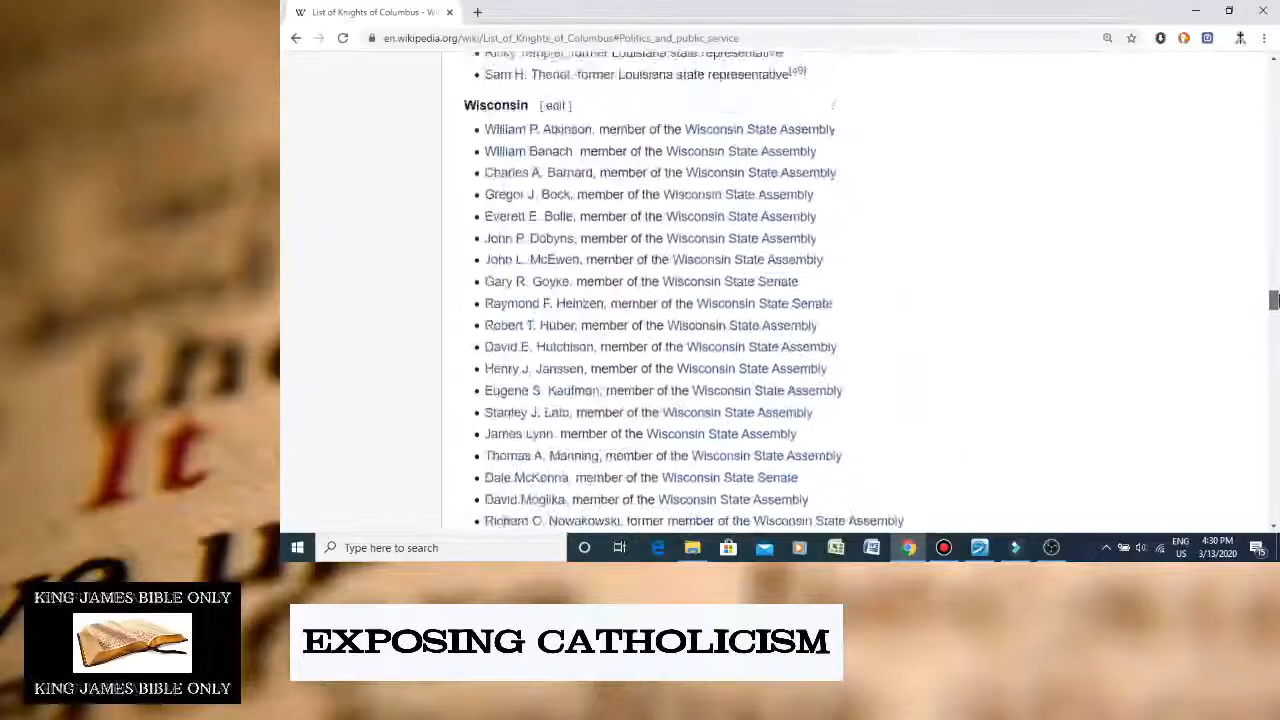 List of Knights of Columbus - Wi
en.wikipedia.org/wiki/List_of_Knights_of_Columbus#Politics_and_public_service
former Louisiana state representative
Sam H. former Louisiana state representative[49]
Wisconsin [edit]
William P. Atkinson, member of the Wisconsin State Assembly
William Banach member of the Wisconsin State Assembly
Charles A. Barnard, member of the Wisconsin State Assembly
Gregor J. Bock, member of the Wisconsin State Assembly
Everett E. Bolle, member of the Wisconsin State Assembly
John P. Dobyns, member of the Wisconsin State Assembly
John L. McEwen, member of the Wisconsin State Assembly
Gary R. Goyke, member of the Wisconsin State Senate
Raymond F. Heinzen, member of the Wisconsin State Senate
Robert T. Huber, member of the Wisconsin State Assembly
David E. Hutchison, member of the Wisconsin State Assembly
Henry J. Janssen, member of the Wisconsin State Assembly
Eugene S. Kaufman, member of the Wisconsin State Assembly
Stanley J. Lato, member of the Wisconsin State Assembly
James Lynn member of the Wisconsin State Assembly
Thomas A. Manning, member of the Wisconsin State Assembly
Dale McKenna member of the Wisconsin State Senate
David Mogilka, member of the Wisconsin State Assembly
Richard C. Nowakowski, former member of the Wisconsin State Assembly
Type here to search
ENG
US
4:30 PM
3/13/2020
15
the
It
KING JAMES BIBLE ONLY
KING JAMES BIBLE ONLY
EXPOSING CATHOLICISM